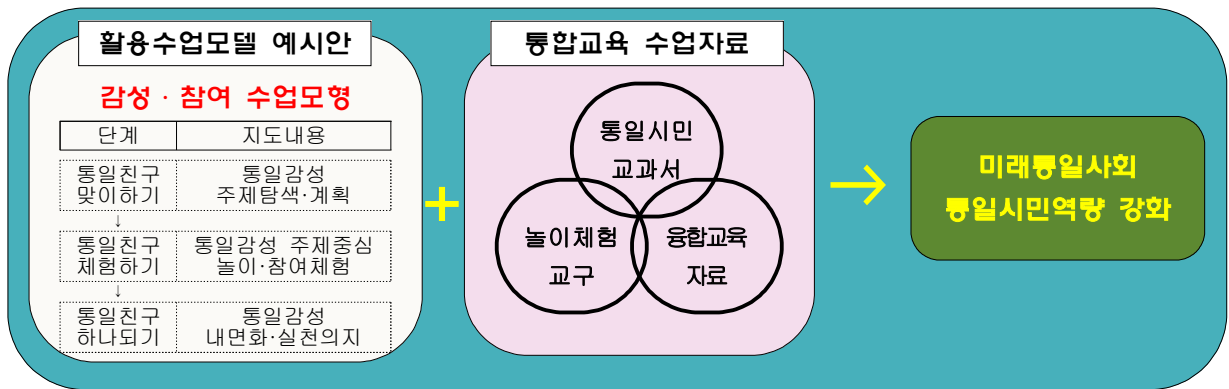 활용수업모델 예시안
감성 · 참여 수업모형
단계 지도내용
통일친구 맞이하기
통일감성 주제탐색·계획
↓
통일친구 체험하기
통일감성 주제중심 놀이·참여체험
↓
통일친구 하나되기
통일감성 내면화·실천의지
+
통합교육 수업자료
통일시민
교과서
놀이체험
교구
융합교육
자료
→
미래통일사회
통일시민역량 강화